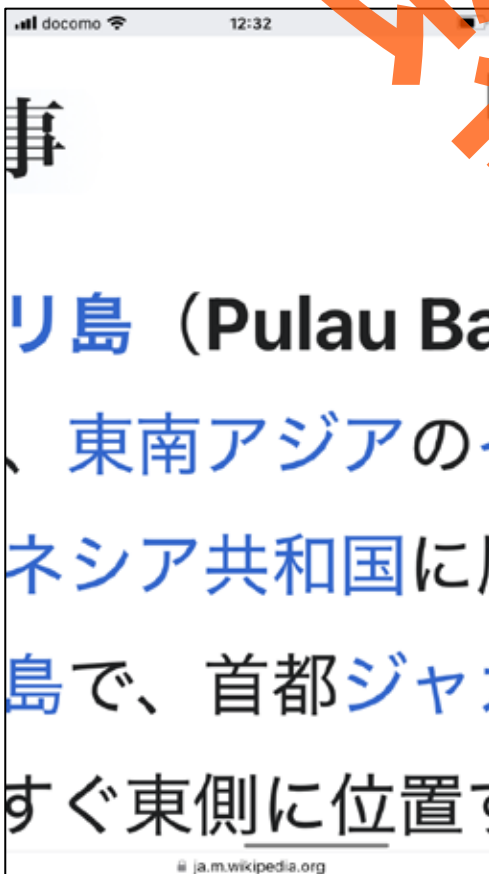 docomo 12:32
事
リ島（Pulau Ba
、東南アジアの
ネシア共和国に
島で、首都ジャ
すぐ東側に位置
ja.m.wikipedia.org